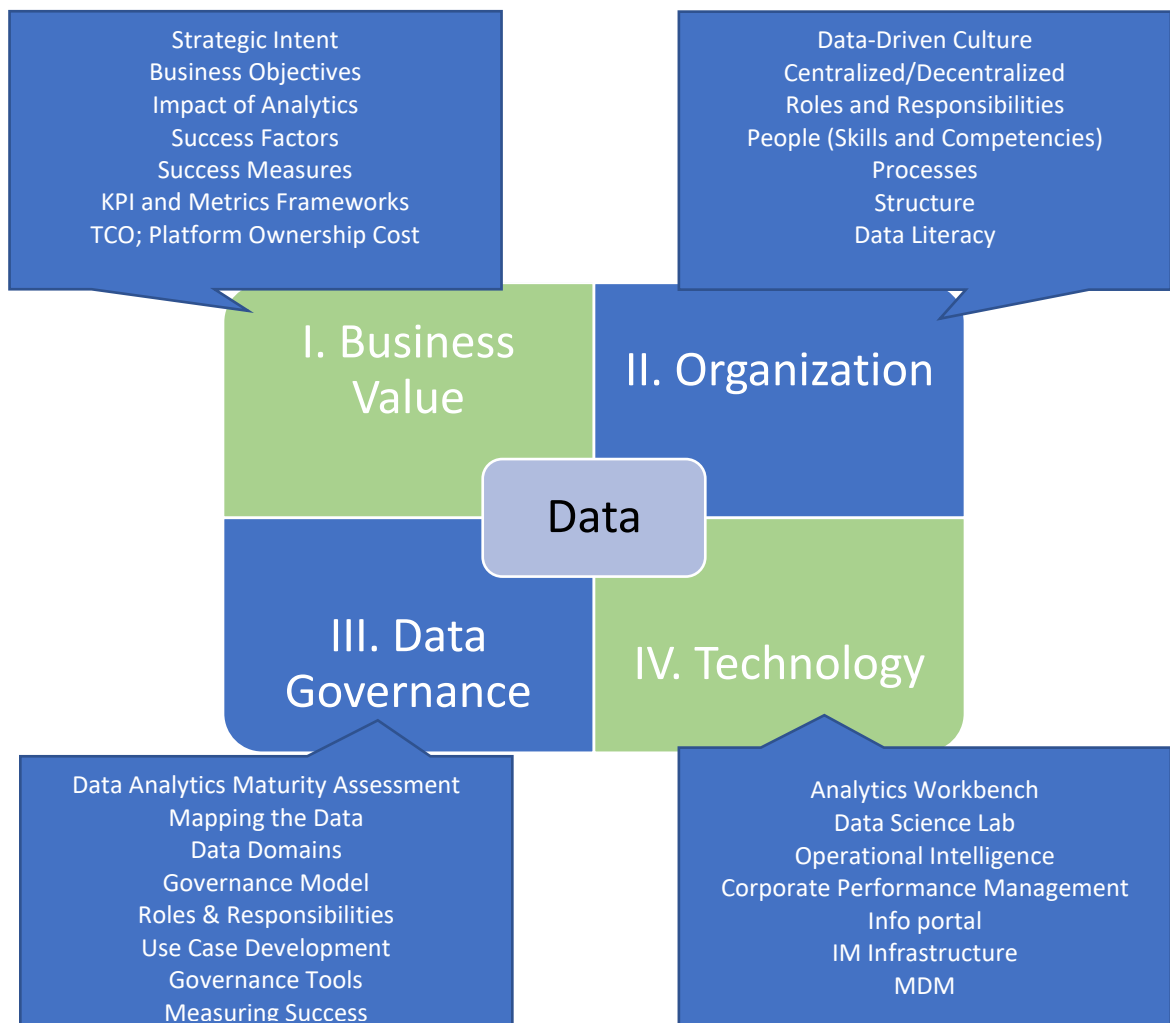 Strategic Intent
Business Objectives
Impact of Analytics
Success Factors
Success Measures
KPI and Metrics Frameworks
TCO; Platform Ownership Cost
Data-Driven Culture
Centralized/Decentralized
Roles and Responsibilities
People (Skills and Competencies)
Processes
Structure
Data Literacy
I. Business
Value
II. Organization
Data
III. Data
Governance
IV. Technology
Data Analytics Maturity Assessment
Mapping the Data
Data Domains
Governance Model
Roles & Responsibilities
Use Case Development
Governance Tools
Measuring Success
Analytics Workbench
Data Science Lab
Operational Intelligence
Corporate Performance Management
Info portal
IM Infrastructure
MDM